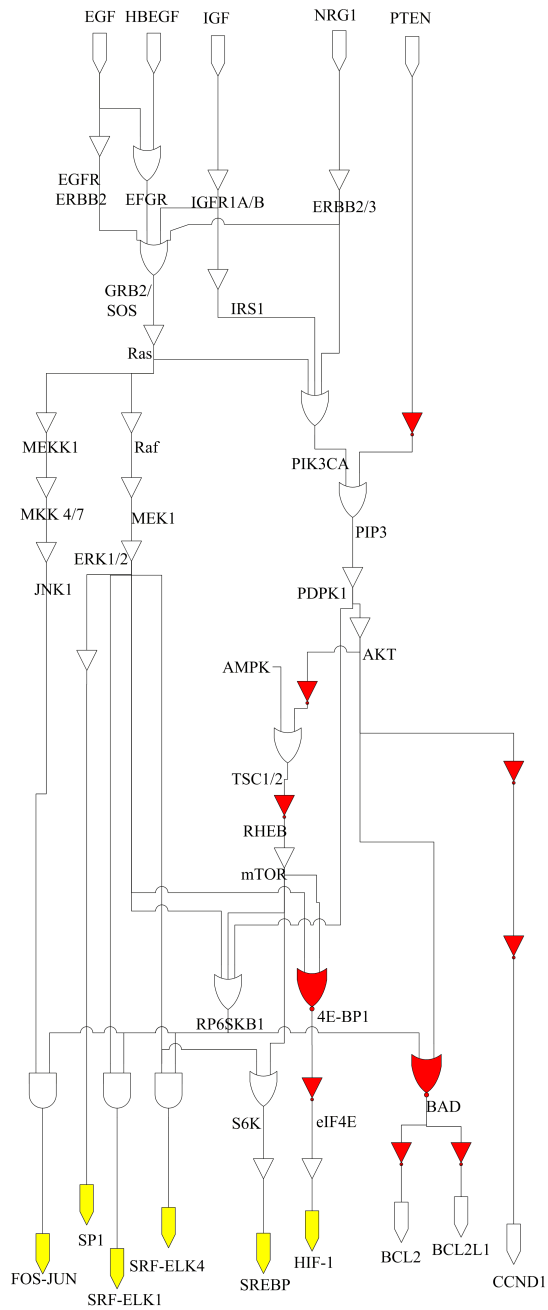 EGF
HBEGF
IGF
NRG1
PTEN
EGFR
ERBB2
EFGR
IGFR1A/B
ERBB2/3
GRB2/
SOS
IRS1
Ras
MEKK1
Raf
PIK3CA
MKK 4/7
MEK1
PIP3
ERK1/2
JNK1
PDPK1
AKT
AMPK
TSC1/2
RHEB
mTOR
RP6SKB1
4E-BP1
BAD
S6K
eIF4E
SP1
SRF-ELK4
FOS-JUN
SRF-ELK1
SREBP
HIF-1
BCL2
BCL2L1
CCND1